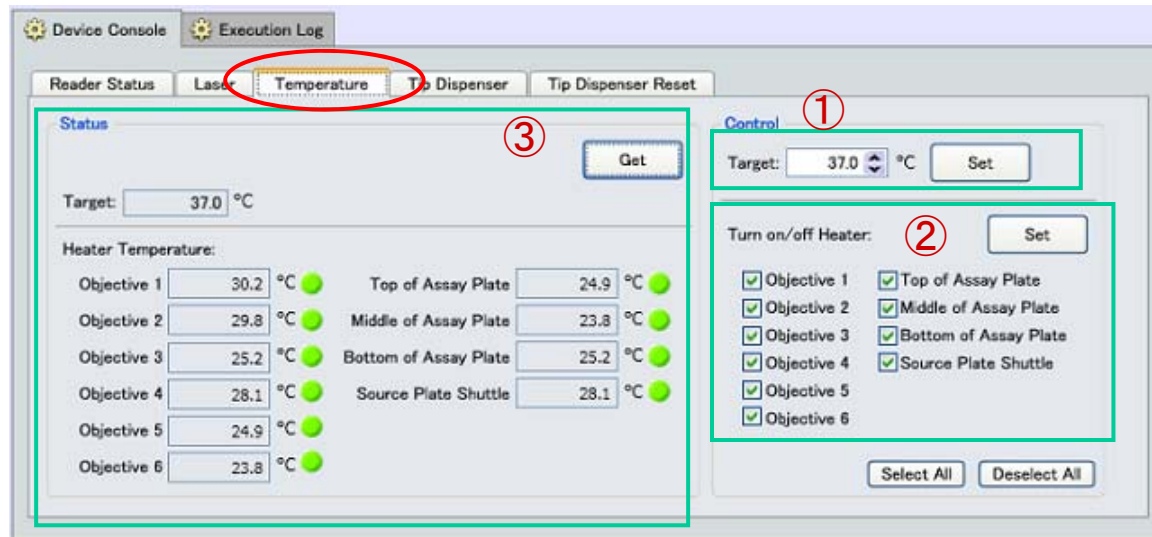 Device Console Execution Log
Reader Status Laser Temperature Tip Dispenser Tip Dispenser Reset
Status
③
Get
Target: 37.0 °C
Heater Temperature:
Objective 1 30.2 °C Top of Assay Plate 24.9 °C
Objective 2 29.8 °C Middle of Assay Plate 23.8 °C
Objective 3 25.2 °C Bottom of Assay Plate 25.2 °C
Objective 4 28.1 °C Source Plate Shuttle 28.1 °C
Objective 5 24.9 °C
Objective 6 23.8 °C
Control
①
Target: 37.0 °C Set
Turn on/off Heater: ② Set
Objective 1 Top of Assay Plate
Objective 2 Middle of Assay Plate
Objective 3 Bottom of Assay Plate
Objective 4 Source Plate Shuttle
Objective 5
Objective 6
Select All Deselect All